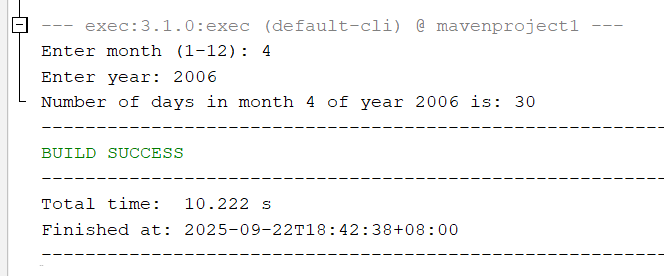 --- exec:3.1.0:exec (default-cli) @ mavenproject1 ---
Enter month (1-12): 4
Enter year: 2006
Number of days in month 4 of year 2006 is: 30
------------------------------------------------------------------------
BUILD SUCCESS
------------------------------------------------------------------------
Total time:  10.222 s
Finished at: 2025-09-22T18:42:38+08:00
------------------------------------------------------------------------